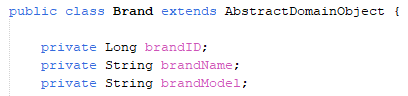 public class Brand extends AbstractDomainObject {
private Long brandID;
private String brandName;
private String brandModel;